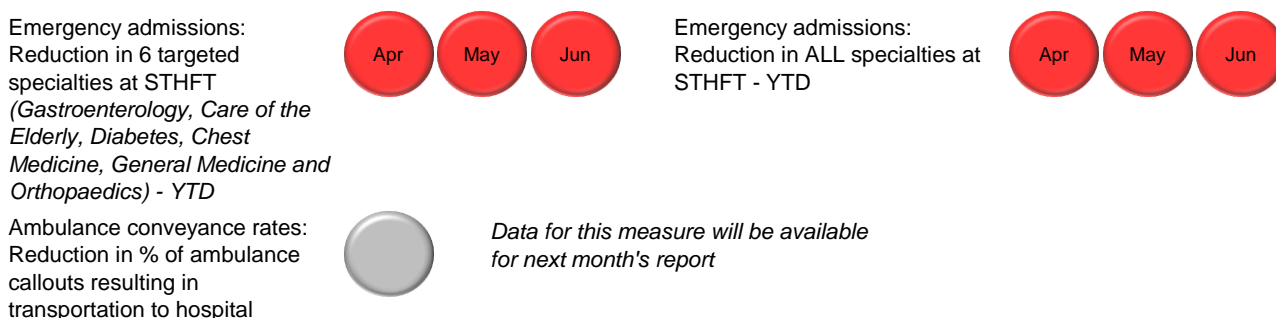 Emergency admissions:
Reduction in 6 targeted
specialties at STHFT
(Gastroenterology, Care of the
Elderly, Diabetes, Chest
Medicine, General Medicine and
Orthopaedics) - YTD
Apr May Jun
Emergency admissions:
Reduction in ALL specialties at
STHFT - YTD
Apr May Jun
Ambulance conveyance rates:
Reduction in % of ambulance
callouts resulting in
transportation to hospital
Data for this measure will be available
for next month's report